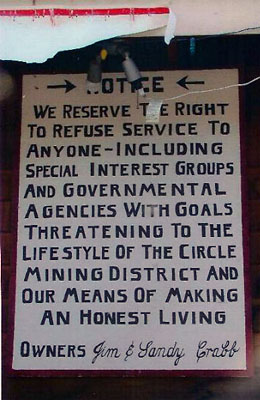 → NOTICE ←
WE RESERVE THE RIGHT
TO REFUSE SERVICE TO
ANYONE-INCLUDING
SPECIAL INTEREST GROUPS
AND GOVERNMENTAL
AGENCIES WITH GOALS
THREATENING TO THE
LIFESTYLE OF THE CIRCLE
MINING DISTRICT AND
OUR MEANS OF MAKING
AN HONEST LIVING
OWNERS Jim & Sandy Crabb